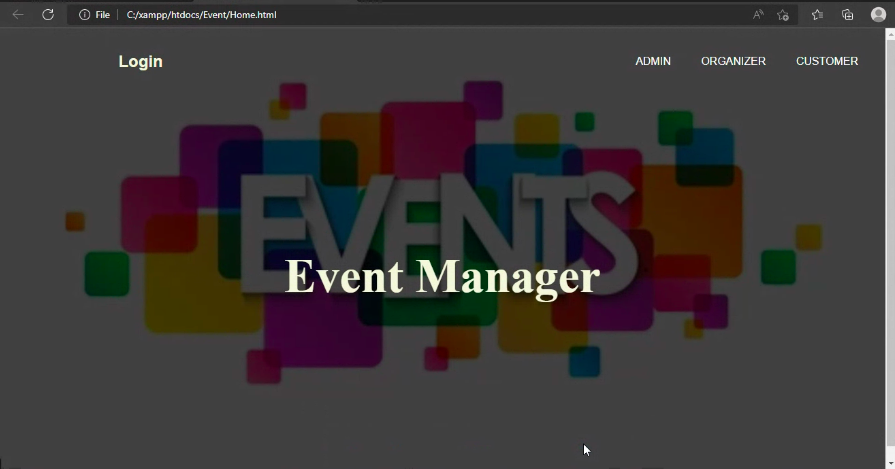 File C:/xampp/htdocs/Event/Home.html
Login ADMIN ORGANIZER CUSTOMER
EVENTS
Event Manager